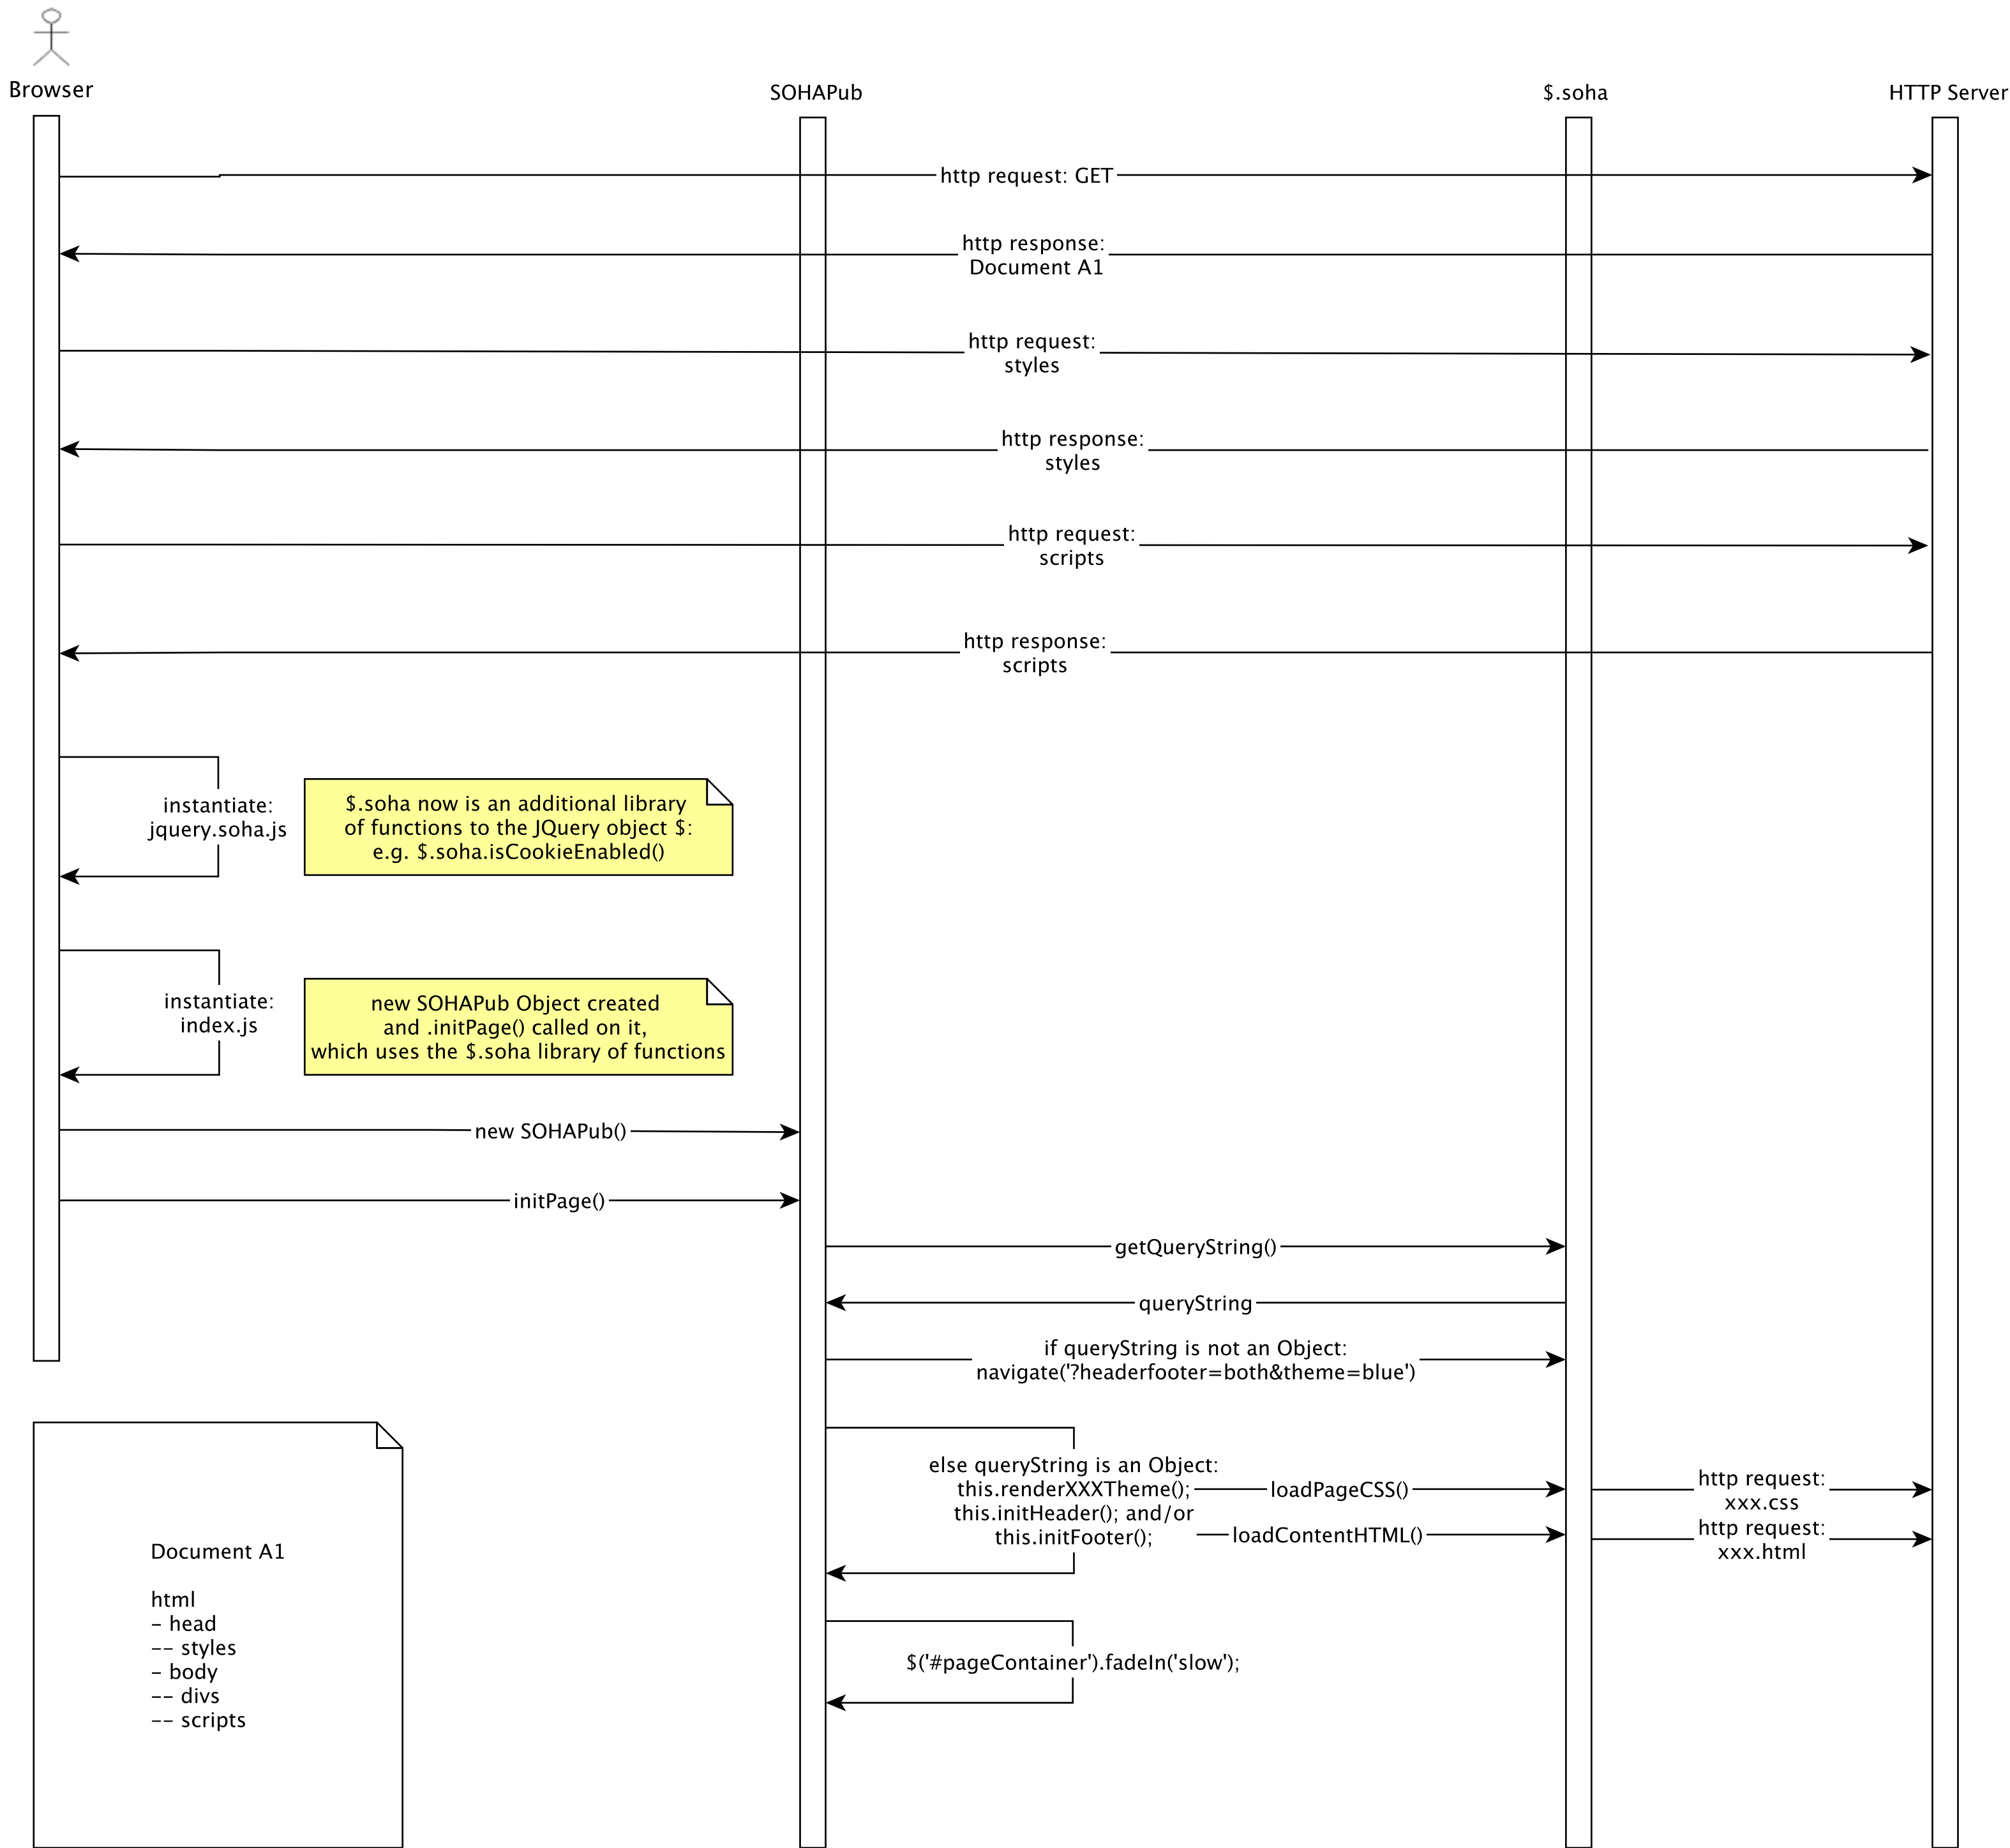 Browser
SOHAPub
$.soha
HTTP Server
http request: GET
http response:
Document A1
http request:
styles
http response:
styles
http request:
scripts
http response:
scripts
instantiate:
jquery.soha.js
$.soha now is an additional library
of functions to the JQuery object $:
e.g. $.soha.isCookieEnabled()
instantiate:
index.js
new SOHAPub Object created
and .initPage() called on it,
which uses the $.soha library of functions
new SOHAPub()
initPage()
getQueryString()
queryString
if queryString is not an Object:
navigate('?headerfooter=both&theme=blue')
else queryString is an Object:
this.renderXXXTheme();
this.initHeader(); and/or
this.initFooter();
loadPageCSS()
loadContentHTML()
http request:
xxx.css
http request:
xxx.html
$('#pageContainer').fadeIn('slow');
Document A1
html
- head
-- styles
- body
-- divs
-- scripts